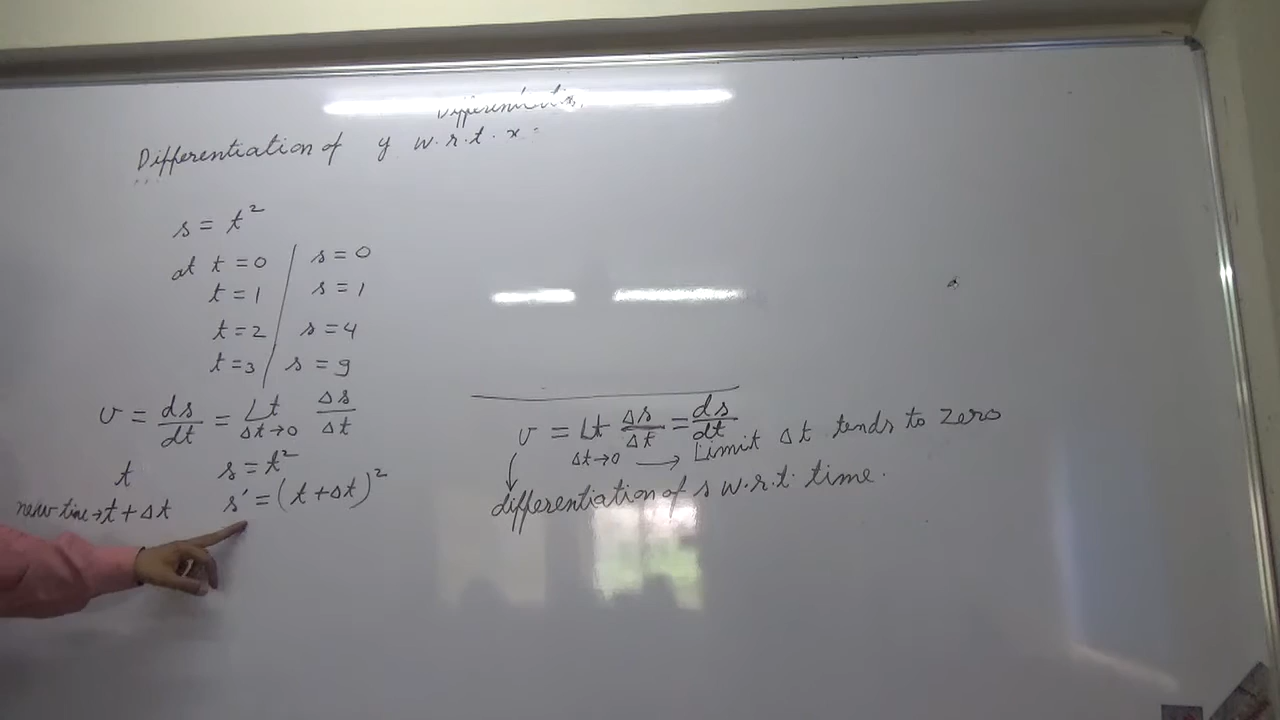 Differentiation of y w.r.t. x =
s = t²
at t = 0 | s = 0
t = 1 | s = 1
t = 2 | s = 4
t = 3 | s = 9
v = ds/dt = Lt Δt→0 Δs/Δt
t s = t²
new time → t + Δt s' = (t + Δt)²
v = Lt Δt→0 Δs/Δt = ds/dt
→ Limit Δt tends to zero
differentiation of s w.r.t. time.